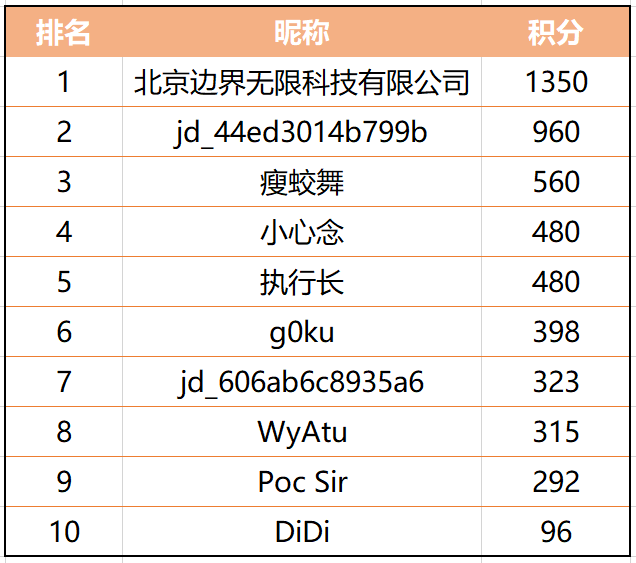 排名 昵称 积分
1 北京边界无限科技有限公司 1350
2 jd_44ed3014b799b 960
3 瘦蛟舞 560
4 小心念 480
5 执行长 480
6 g0ku 398
7 jd_606ab6c8935a6 323
8 WyAtu 315
9 Poc Sir 292
10 DiDi 96